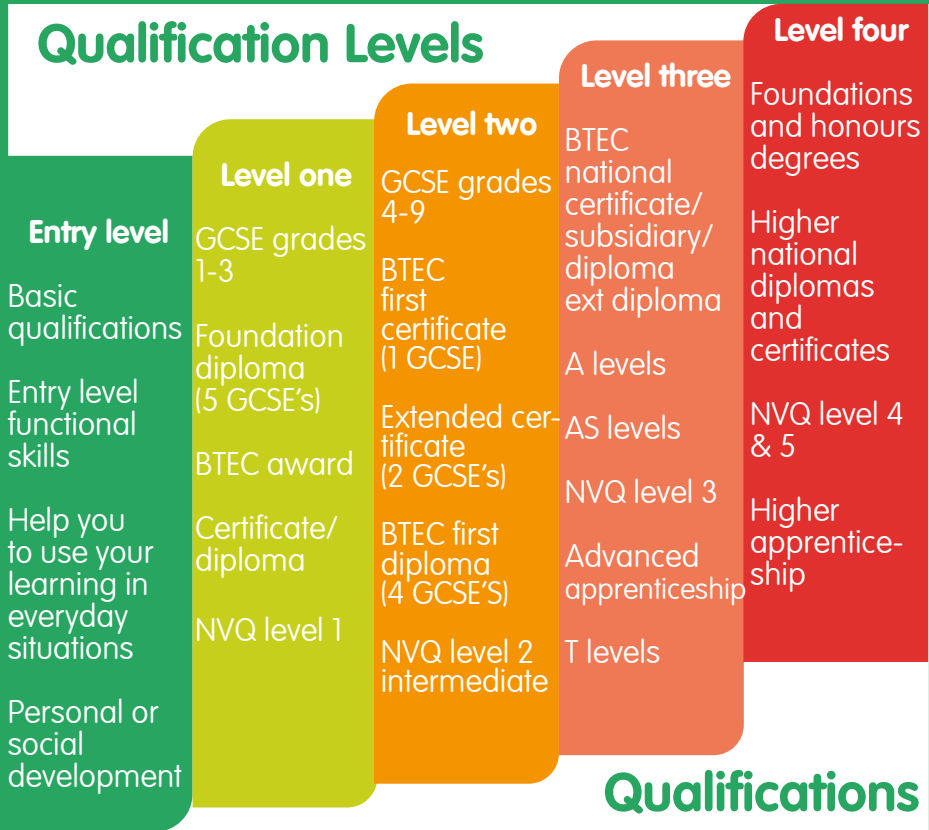 Qualification Levels
Entry level
Basic
qualifications
Entry level
functional
skills
Help you
to use your
learning in
everyday
situations
Personal or
social
development
Level one
GCSE grades
1-3
Foundation
diploma
(5 GCSE’s)
BTEC award
Certificate/
diploma
NVQ level 1
Level two
GCSE grades
4-9
BTEC
first
certificate
(1 GCSE)
Extended cer-
tificate
(2 GCSE’s)
BTEC first
diploma
(4 GCSE’S)
NVQ level 2
intermediate
Level three
BTEC
national
certificate/
subsidiary/
diploma
ext diploma
A levels
AS levels
NVQ level 3
Advanced
apprenticeship
T levels
Level four
Foundations
and honours
degrees
Higher
national
diplomas
and
certificates
NVQ level 4
& 5
Higher
apprentice-
ship
Qualifications